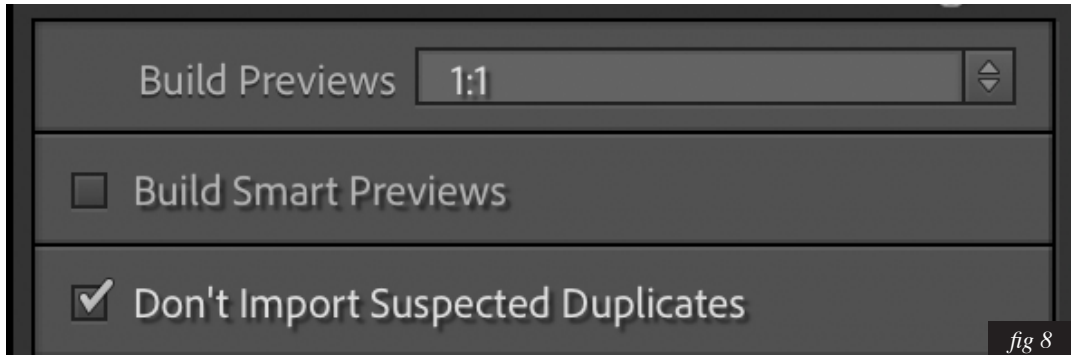 Build Previews 1:1
Build Smart Previews
Don't Import Suspected Duplicates
fig 8